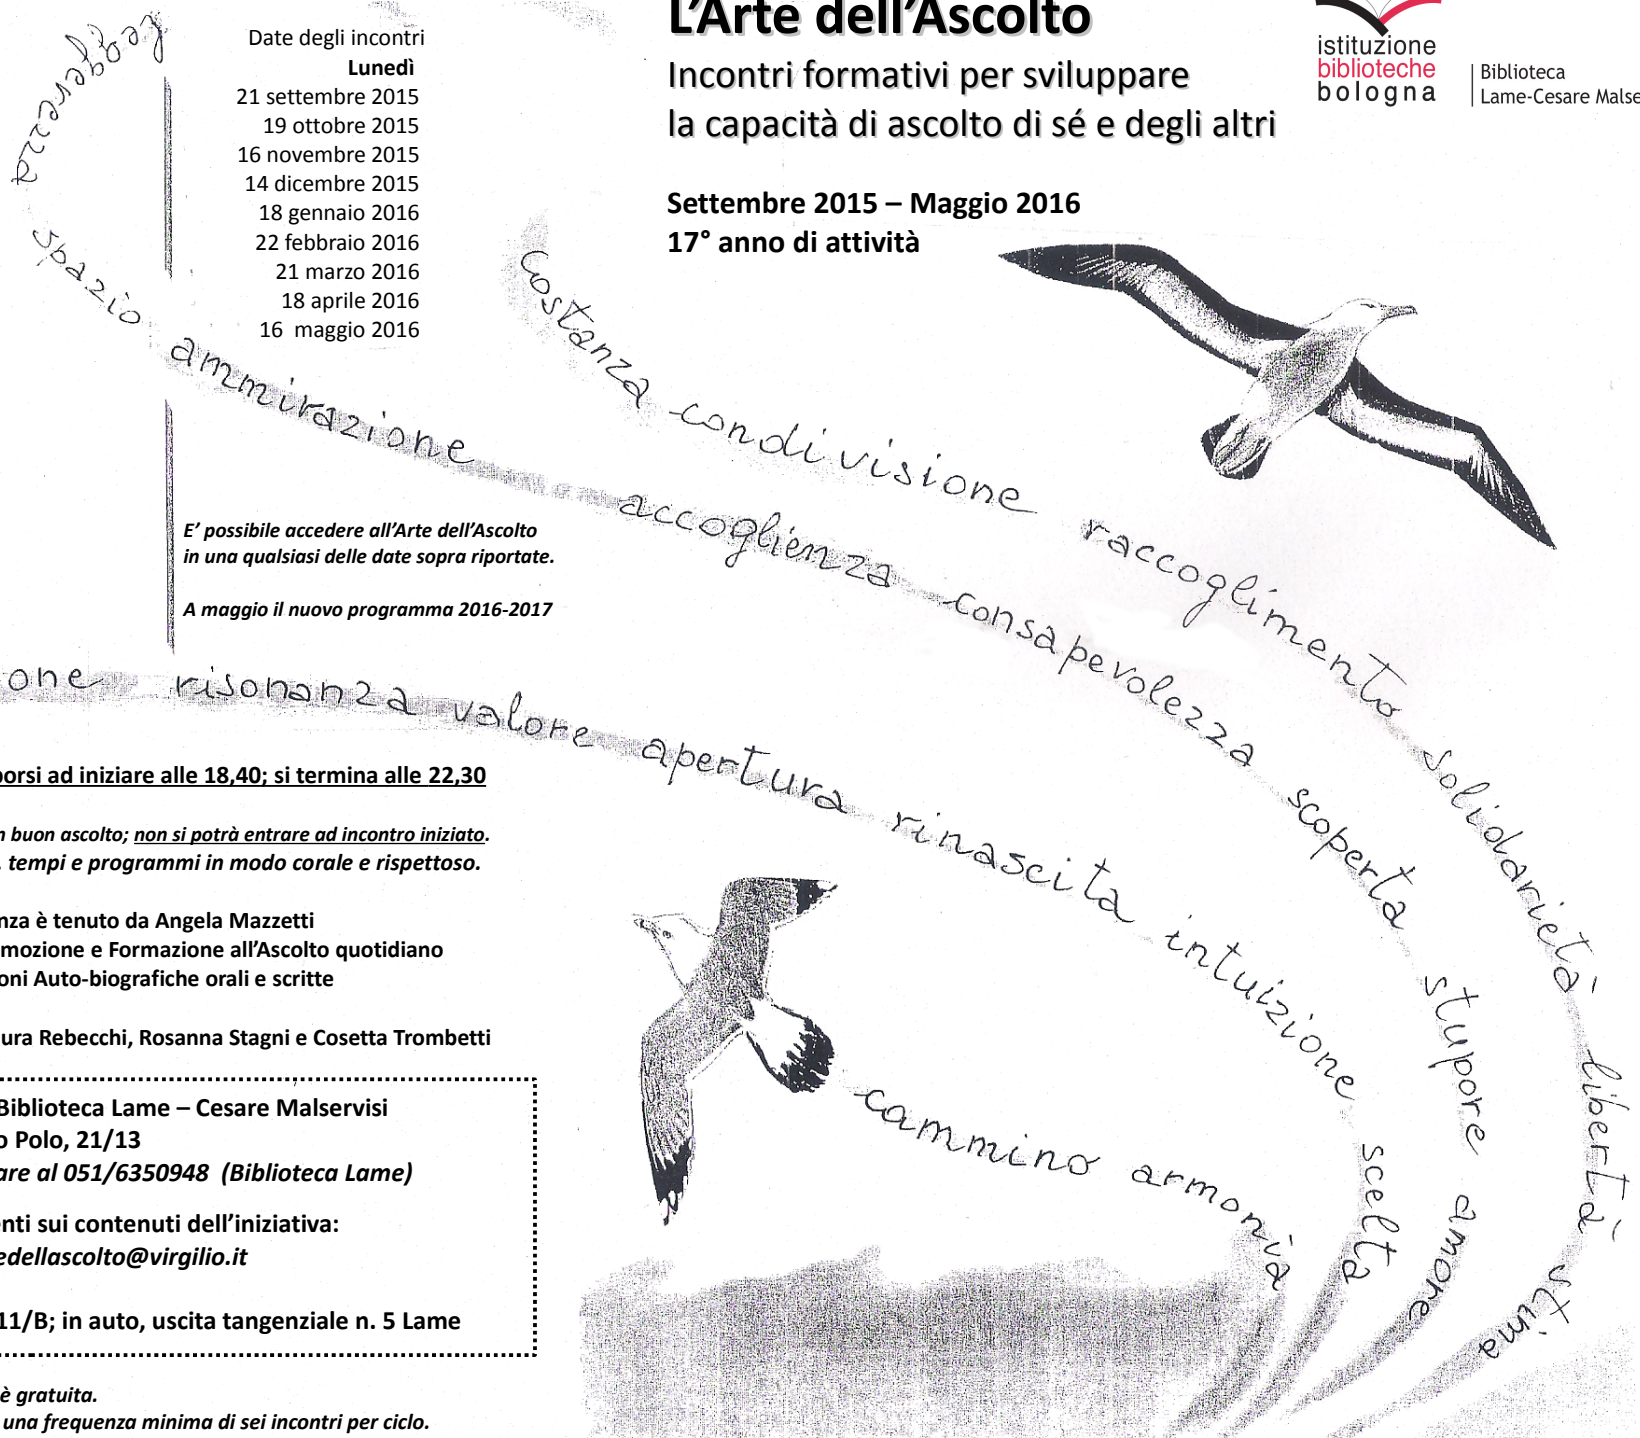 L'Arte dell'Ascolto
Incontri formativi per sviluppare
la capacità di ascolto di sé e degli altri
Settembre 2015 – Maggio 2016
17° anno di attività
istituzione
biblioteche
bologna
Biblioteca
Lame-Cesare Malse
Date degli incontri
Lunedì
21 settembre 2015
19 ottobre 2015
16 novembre 2015
14 dicembre 2015
18 gennaio 2016
22 febbraio 2016
21 marzo 2016
18 aprile 2016
16 maggio 2016
E' possibile accedere all'Arte dell'Ascolto
in una qualsiasi delle date sopra riportate.
A maggio il nuovo programma 2016-2017
leggerezza spazio ammirazione accoglienza consapevolezza scoperta stupore amore
costanza condivisione raccoglimento solidarietà libertà stima
one risonanza valore apertura rinascita intuizione scelta
cammino armonia
porsi ad iniziare alle 18,40; si termina alle 22,30
n buon ascolto; non si potrà entrare ad incontro iniziato.
. tempi e programmi in modo corale e rispettoso.
nza è tenuto da Angela Mazzetti
mozione e Formazione all'Ascolto quotidiano
oni Auto-biografiche orali e scritte
ura Rebecchi, Rosanna Stagni e Cosetta Trombetti
Biblioteca Lame – Cesare Malservisi
o Polo, 21/13
are al 051/6350948 (Biblioteca Lame)
enti sui contenuti dell'iniziativa:
edellascolto@virgilio.it
11/B; in auto, uscita tangenziale n. 5 Lame
è gratuita.
una frequenza minima di sei incontri per ciclo.